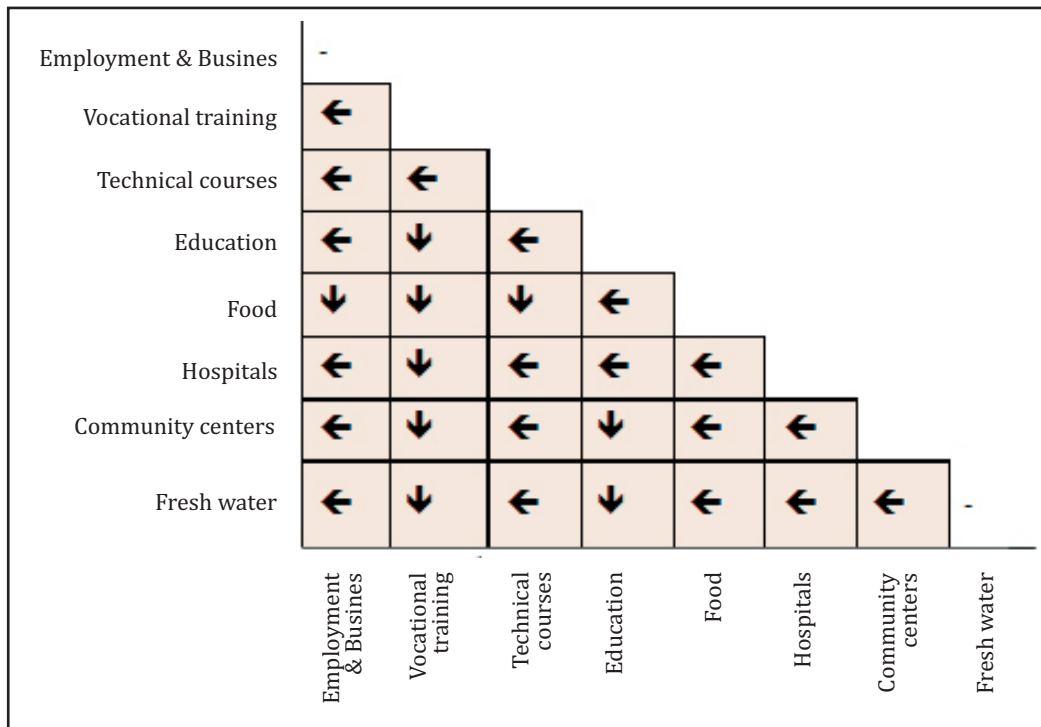 Employment & Busines
Vocational training
Technical courses
Education
Food
Hospitals
Community centers
Fresh water
Employment
& Busines
Vocational
training
Technical
courses
Education
Food
Hospitals
Community
centers
Fresh water